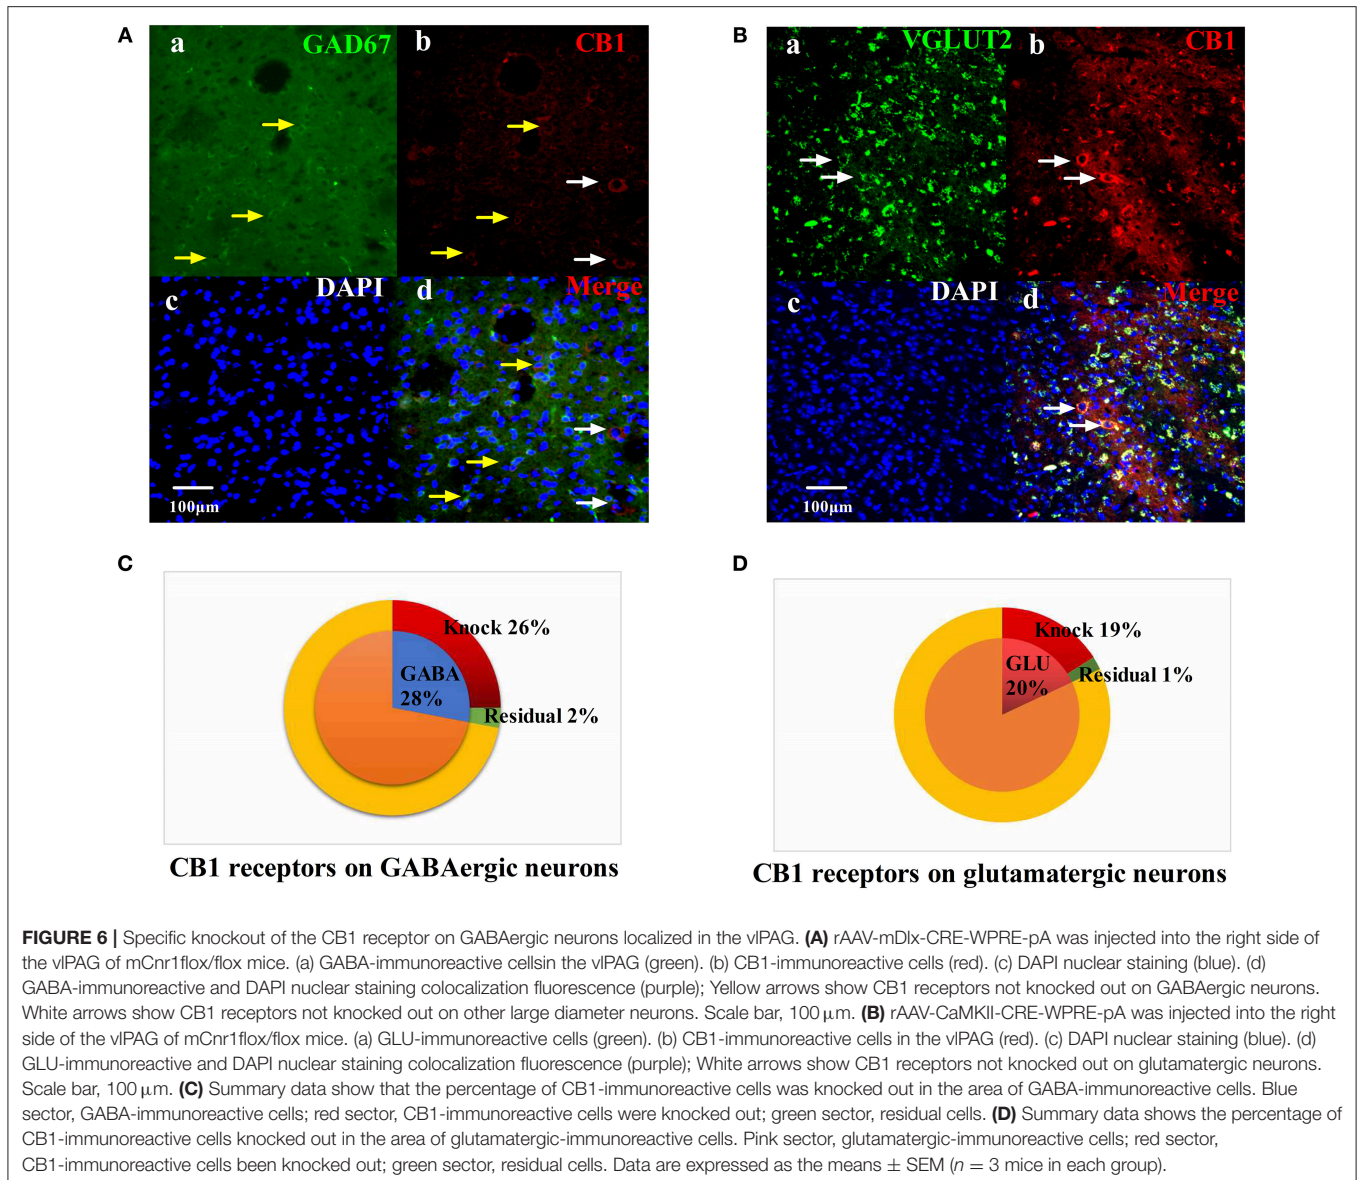 A
a
GAD67
b
CB1
c
DAPI
d
Merge
100μm
B
a
VGLUT2
b
CB1
c
DAPI
d
Merge
100μm
C
Knock 26%
GABA
28%
Residual 2%
CB1 receptors on GABAergic neurons
D
Knock 19%
GLU
20%
Residual 1%
CB1 receptors on glutamatergic neurons
FIGURE 6 | Specific knockout of the CB1 receptor on GABAergic neurons localized in the vlPAG. (A) rAAV-mDlx-CRE-WPRE-pA was injected into the right side of
the vlPAG of mCnr1flox/flox mice. (a) GABA-immunoreactive cellsin the vlPAG (green). (b) CB1-immunoreactive cells (red). (c) DAPI nuclear staining (blue). (d)
GABA-immunoreactive and DAPI nuclear staining colocalization fluorescence (purple); Yellow arrows show CB1 receptors not knocked out on GABAergic neurons.
White arrows show CB1 receptors not knocked out on other large diameter neurons. Scale bar, 100 μm. (B) rAAV-CaMKII-CRE-WPRE-pA was injected into the right
side of the vlPAG of mCnr1flox/flox mice. (a) GLU-immunoreactive cells (green). (b) CB1-immunoreactive cells in the vlPAG (red). (c) DAPI nuclear staining (blue). (d)
GLU-immunoreactive and DAPI nuclear staining colocalization fluorescence (purple); White arrows show CB1 receptors not knocked out on glutamatergic neurons.
Scale bar, 100 μm. (C) Summary data show that the percentage of CB1-immunoreactive cells was knocked out in the area of GABA-immunoreactive cells. Blue
sector, GABA-immunoreactive cells; red sector, CB1-immunoreactive cells were knocked out; green sector, residual cells. (D) Summary data shows the percentage of
CB1-immunoreactive cells knocked out in the area of glutamatergic-immunoreactive cells. Pink sector, glutamatergic-immunoreactive cells; red sector,
CB1-immunoreactive cells been knocked out; green sector, residual cells. Data are expressed as the means ± SEM (n = 3 mice in each group).